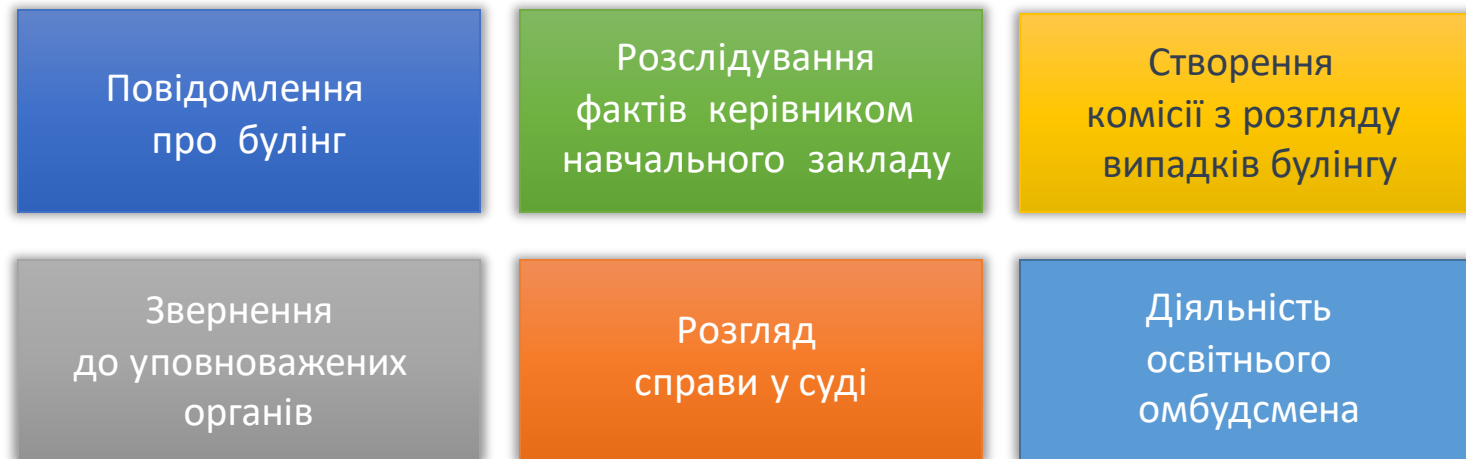 Повідомлення
про булінг
Розслідування
фактів керівником
навчального закладу
Створення
комісії з розгляду
випадків булінгу
Звернення
до уповноважених
органів
Розгляд
справи у суді
Діяльність
освітнього
омбудсмена